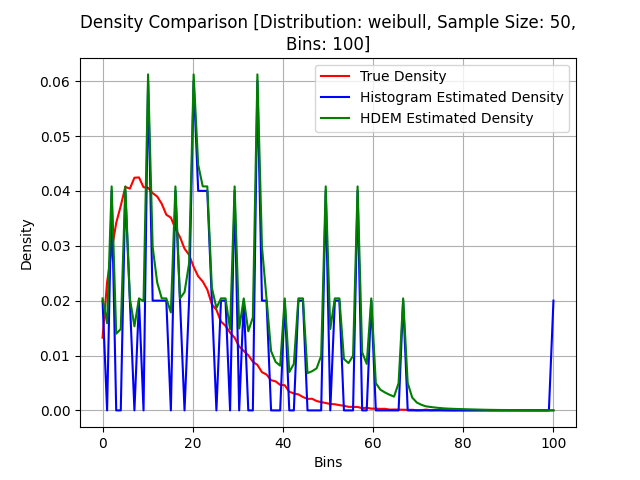 Density Comparison [Distribution: weibull, Sample Size: 50,
Bins: 100]
True Density
Histogram Estimated Density
HDEM Estimated Density
0.06
0.05
0.04
0.03
0.02
0.01
0.00
Density
0 20 40 60 80 100
Bins